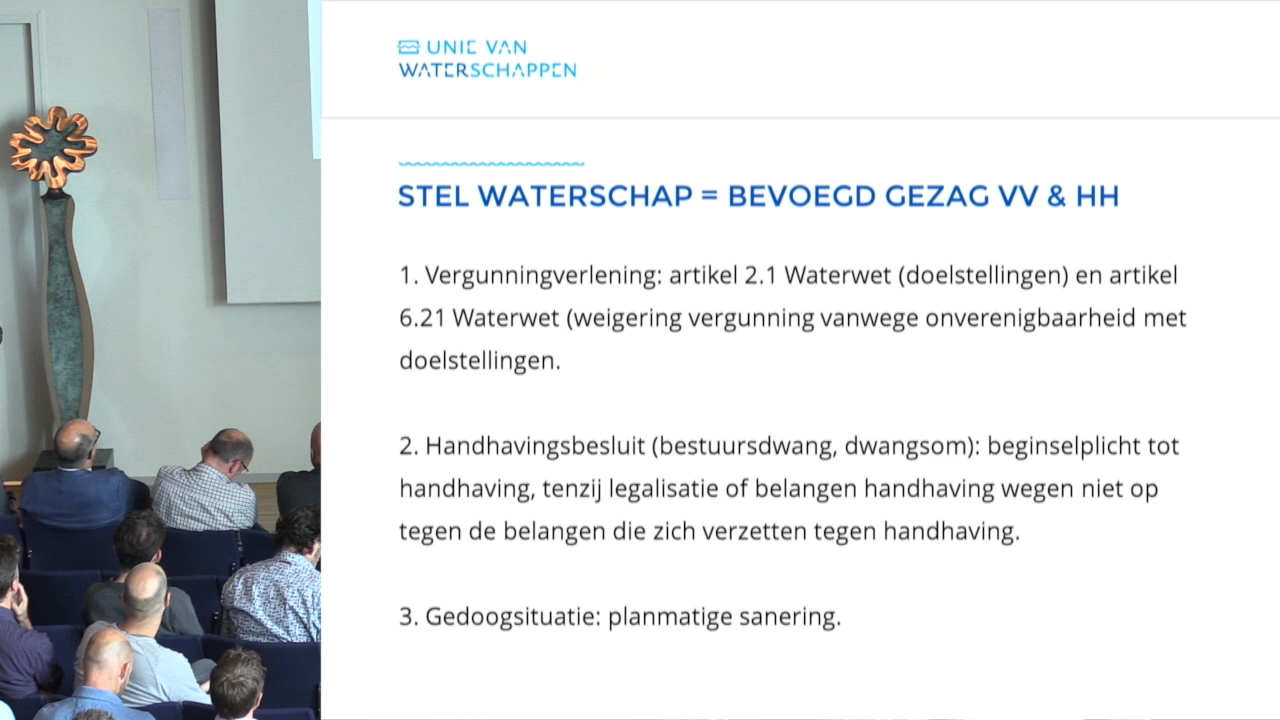 UNIE VAN
WATERSCHAPPEN
STEL WATERSCHAP = BEVOEGD GEZAG VV & HH
1. Vergunningverlening: artikel 2.1 Waterwet (doelstellingen) en artikel
6.21 Waterwet (weigering vergunning vanwege onverenigbaarheid met
doelstellingen.
2. Handhavingsbesluit (bestuursdwang, dwangsom): beginselplicht tot
handhaving, tenzij legalisatie of belangen handhaving wegen niet op
tegen de belangen die zich verzetten tegen handhaving.
3. Gedoogsituatie: planmatige sanering.